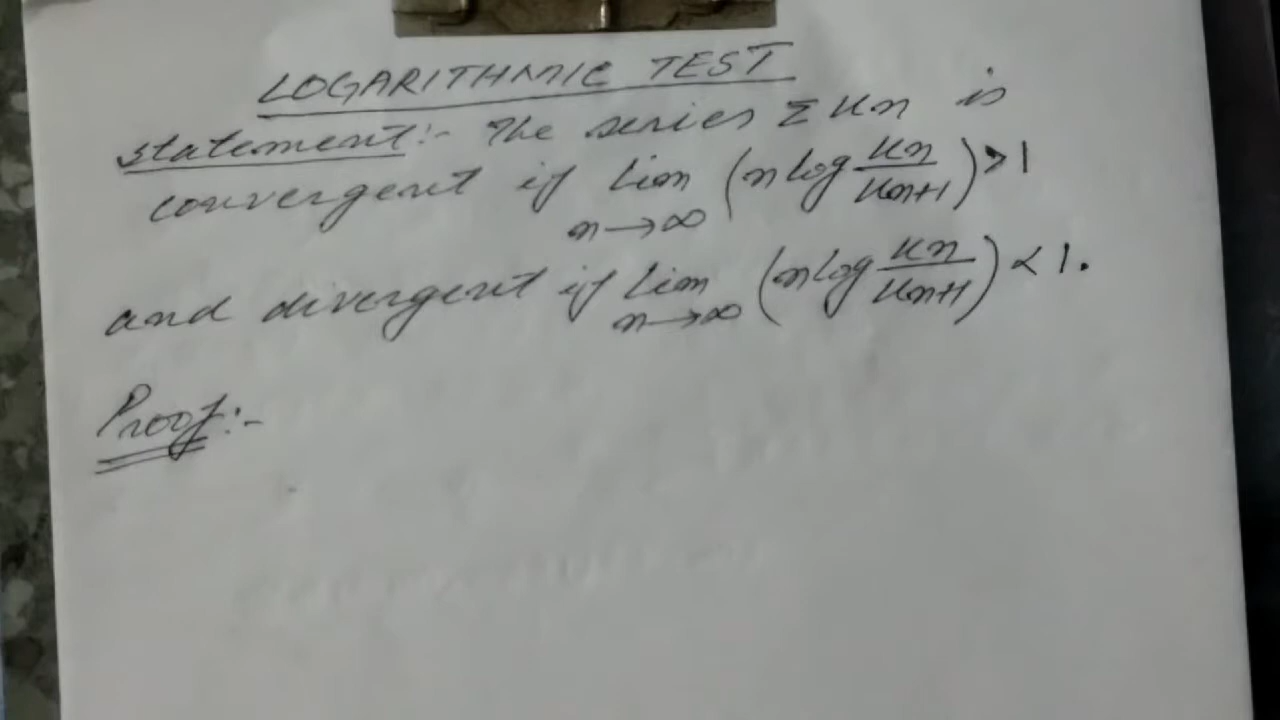 LOGARITHMIC TEST
statement:- The series Σ un is
convergent if lim n→∞ (n log un/un+1) > 1
and divergent if lim n→∞ (n log un/un+1) < 1.
Proof:-